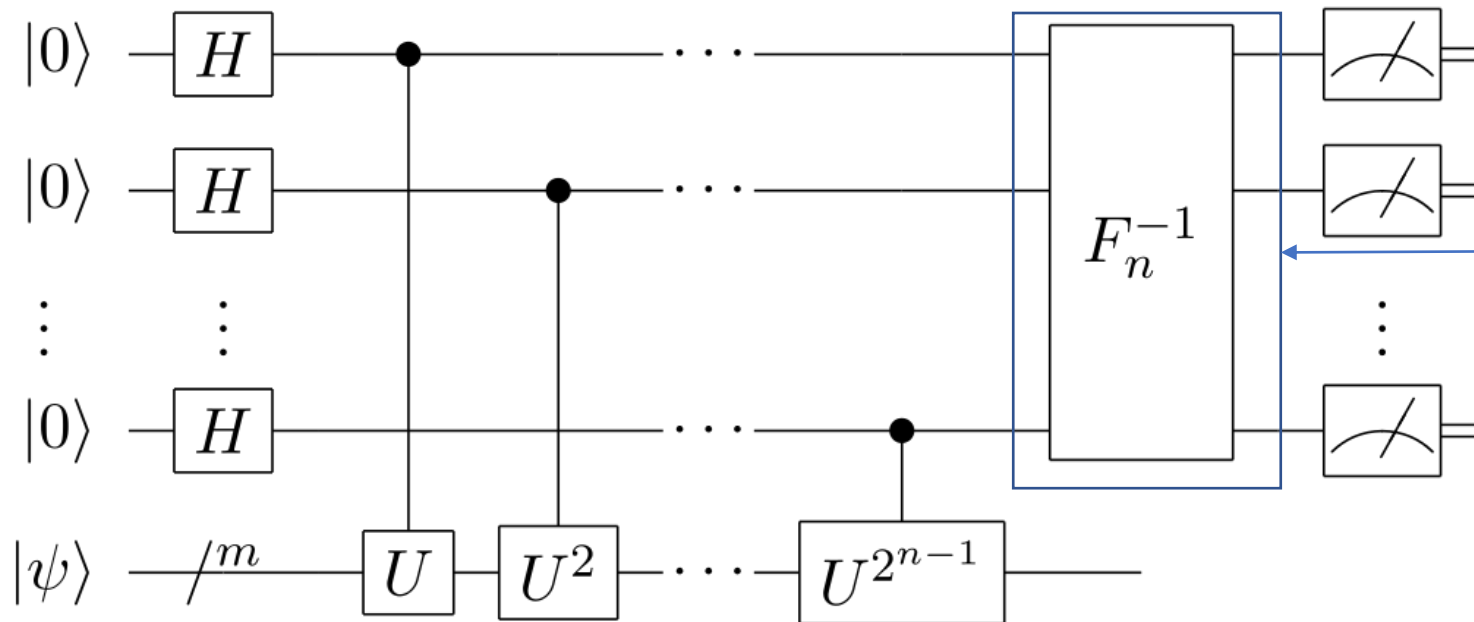 |0⟩ H
|0⟩ H
F_n^{-1}
|0⟩ H
|ψ⟩ m U U^2 U^{2^{n-1}}